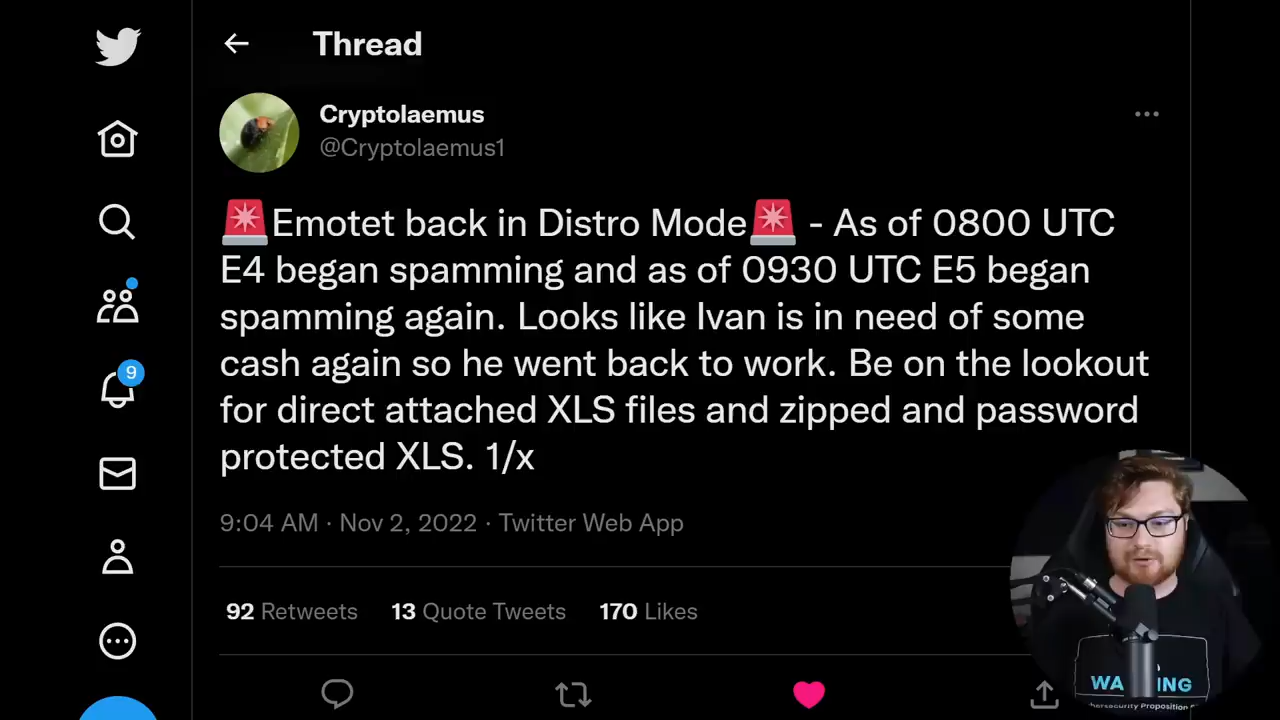 Thread
Cryptolaemus
@Cryptolaemus1
🚨Emotet back in Distro Mode🚨 - As of 0800 UTC
E4 began spamming and as of 0930 UTC E5 began
spamming again. Looks like Ivan is in need of some
cash again so he went back to work. Be on the lookout
for direct attached XLS files and zipped and password
protected XLS. 1/x
9:04 AM · Nov 2, 2022 · Twitter Web App
92 Retweets 13 Quote Tweets 170 Likes
9
Proposition